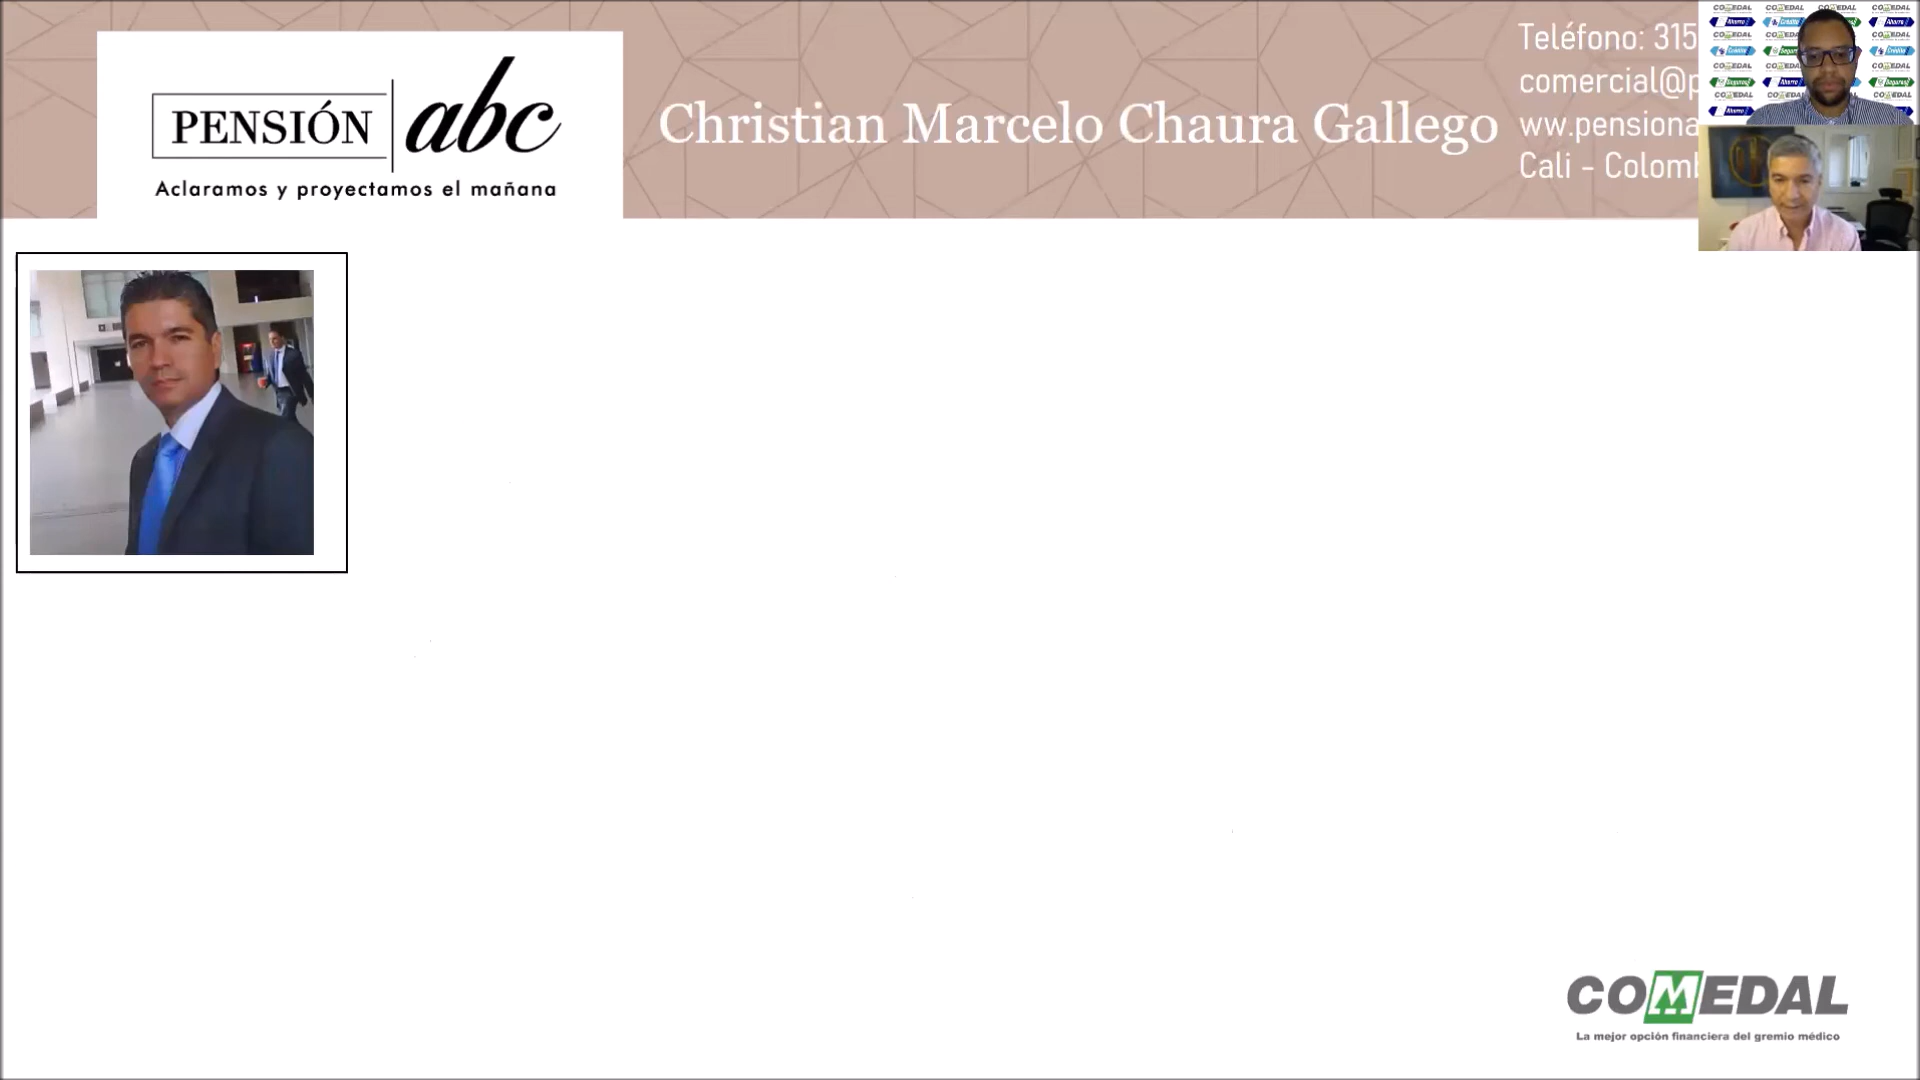 PENSIÓN abc
Aclaramos y proyectamos el mañana
Christian Marcelo Chaura Gallego
Teléfono: 315
comercial@p
ww.pensiona
Cali - Colomb
COMEDAL
La mejor opción financiera del gremio médico